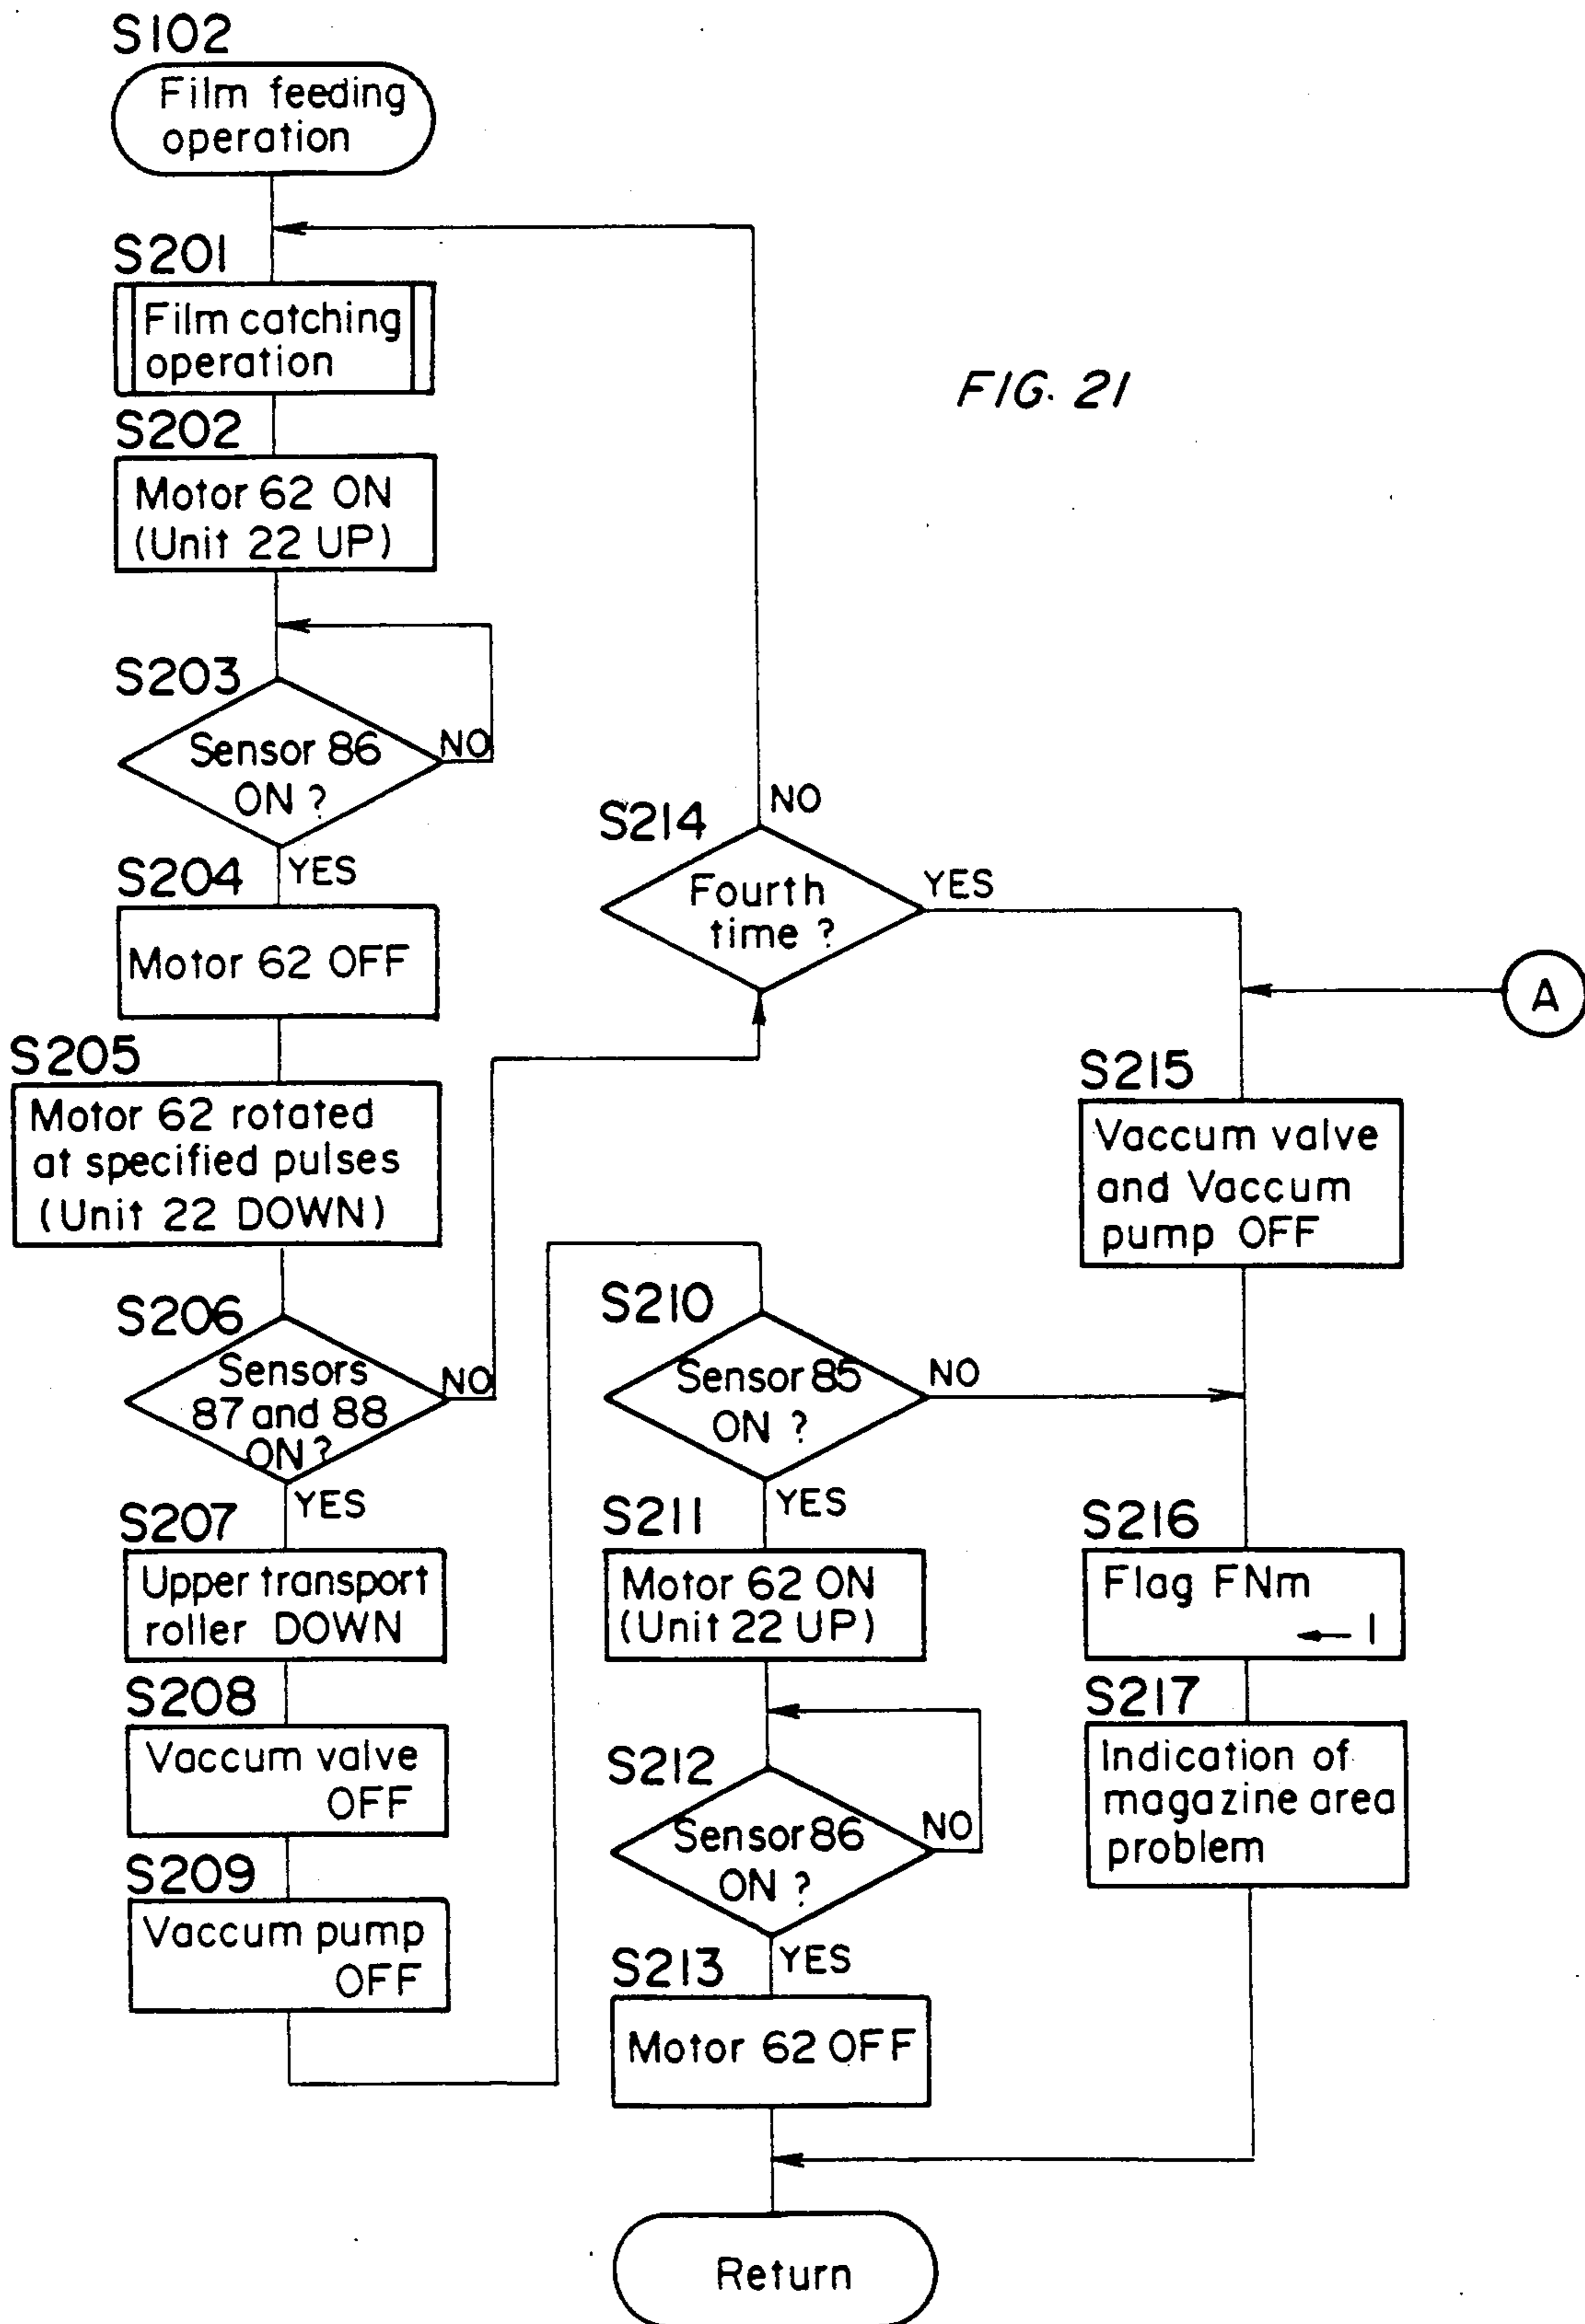 S102
Film feeding
operation
S201
Film catching
operation
S202
Motor 62 ON
(Unit 22 UP)
S203
Sensor 86
ON ?
NO
YES
S204
Motor 62 OFF
S205
Motor 62 rotated
at specified pulses
(Unit 22 DOWN)
S206
Sensors
87 and 88
ON ?
NO
YES
S207
Upper transport
roller DOWN
S208
Vaccum valve
OFF
S209
Vaccum pump
OFF
FIG. 21
S214
Fourth
time ?
NO
YES
S210
Sensor 85
ON ?
NO
YES
S211
Motor 62 ON
(Unit 22 UP)
S212
Sensor 86
ON ?
NO
YES
S213
Motor 62 OFF
Return
A
S215
Vaccum valve
and Vaccum
pump OFF
S216
Flag FNm
← 1
S217
Indication of
magazine area
problem